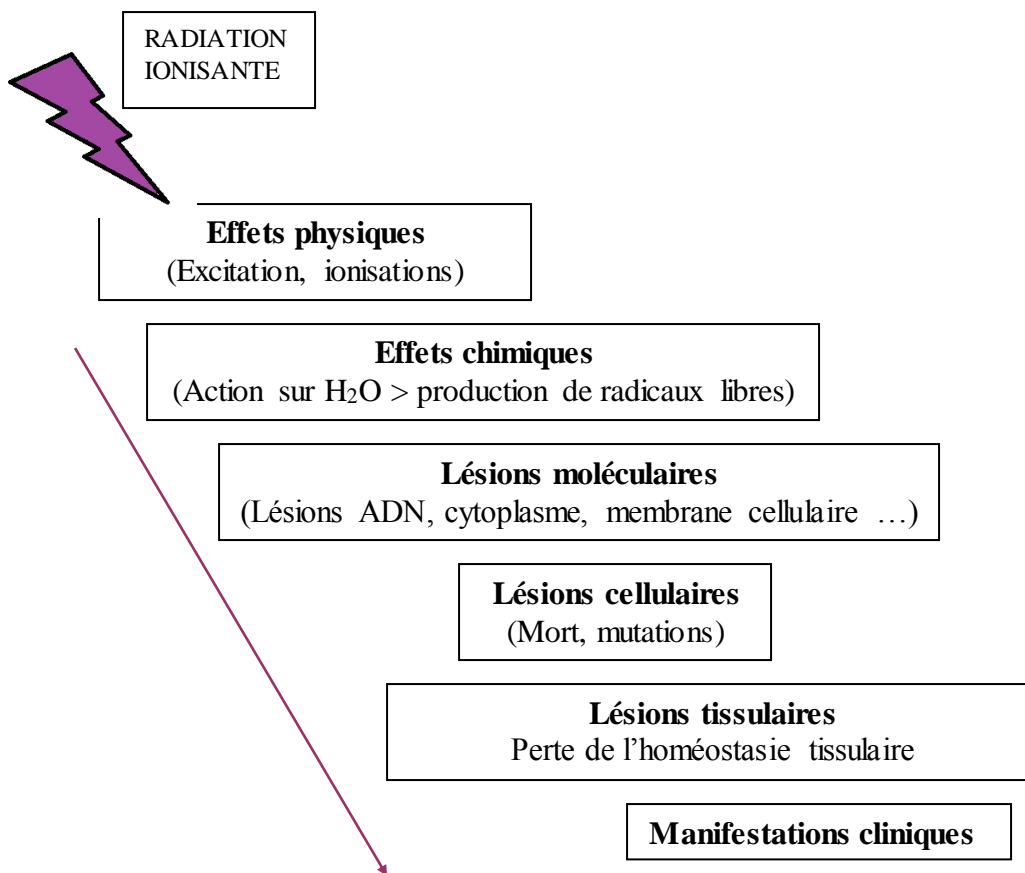 RADIATION
IONISANTE
Effets physiques
(Excitation, ionisations)
Effets chimiques
(Action sur H₂O > production de radicaux libres)
Lésions moléculaires
(Lésions ADN, cytoplasme, membrane cellulaire …)
Lésions cellulaires
(Mort, mutations)
Lésions tissulaires
Perte de l’homéostasie tissulaire
Manifestations cliniques